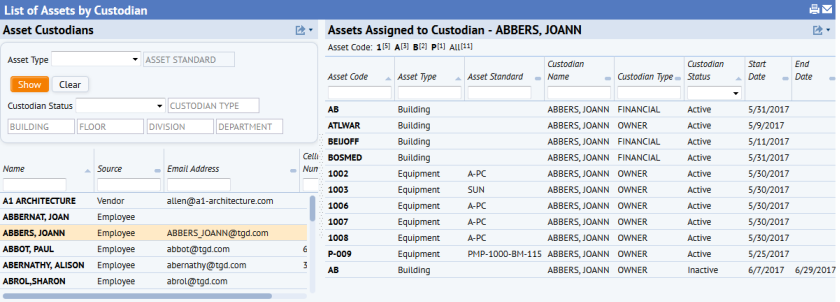 List of Assets by Custodian
Asset Custodians
Asset Type ASSET STANDARD
Show Clear
Custodian Status CUSTODIAN TYPE
BUILDING FLOOR DIVISION DEPARTMENT
Name Source Email Address
A1 ARCHITECTURE Vendor allen@a1-architecture.com
ABBERNAT, JOAN Employee
ABBERS, JOANN Employee ABBERS_JOANN@tgd.com
ABBOT, PAUL Employee abbot@tgd.com 6
ABERNATHY, ALISON Employee abernathy@tgd.com 3
ABROL,SHARON Employee abrol@tgd.com
Assets Assigned to Custodian - ABBERS, JOANN
Asset Code: 1[5] A[3] B[2] P[1] All[11]
Asset Code Asset Type Asset Standard Custodian Name Custodian Type Custodian Status Start Date End Date
AB Building ABBERS, JOANN FINANCIAL Active 5/31/2017
ATLWAR Building ABBERS, JOANN OWNER Active 5/9/2017
BEIJOFF Building ABBERS, JOANN FINANCIAL Active 5/11/2017
BOSMED Building ABBERS, JOANN FINANCIAL Active 5/31/2017
1002 Equipment A-PC ABBERS, JOANN OWNER Active 5/30/2017
1003 Equipment SUN ABBERS, JOANN OWNER Active 5/30/2017
1006 Equipment A-PC ABBERS, JOANN OWNER Active 5/30/2017
1007 Equipment A-PC ABBERS, JOANN OWNER Active 5/30/2017
1008 Equipment A-PC ABBERS, JOANN OWNER Active 5/30/2017
P-009 Equipment PMP-1000-BM-115 ABBERS, JOANN OWNER Active 5/25/2017
AB Building ABBERS, JOANN OWNER Inactive 6/7/2017 6/29/2017